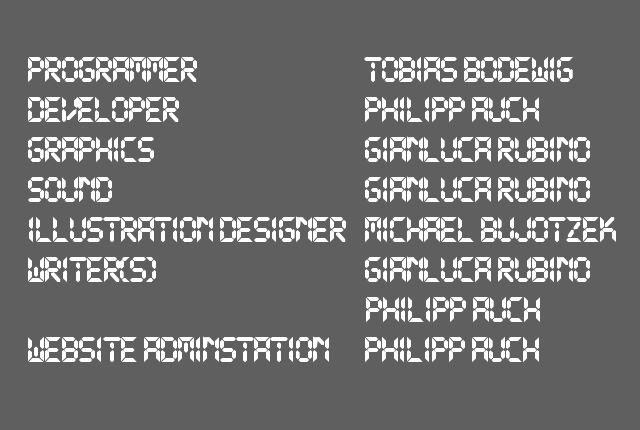 PROGRAMMER TOBIAS BODEWIG
DEVELOPER PHILIPP AUCH
GRAPHICS GIANLUCA RUBINO
SOUND GIANLUCA RUBINO
ILLUSTRATION DESIGNER MICHAEL BUJOTZEK
WRITER(S) GIANLUCA RUBINO
PHILIPP AUCH
WEBSITE ADMINSTATION PHILIPP AUCH